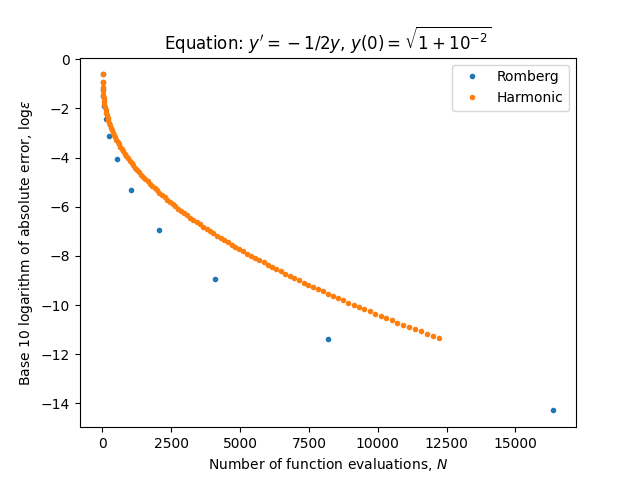 Equation: y′ = −1/2y, y(0) = √1 + 10⁻²
Romberg
Harmonic
Base 10 logarithm of absolute error, logε
0
−2
−4
−6
−8
−10
−12
−14
0 2500 5000 7500 10000 12500 15000
Number of function evaluations, N